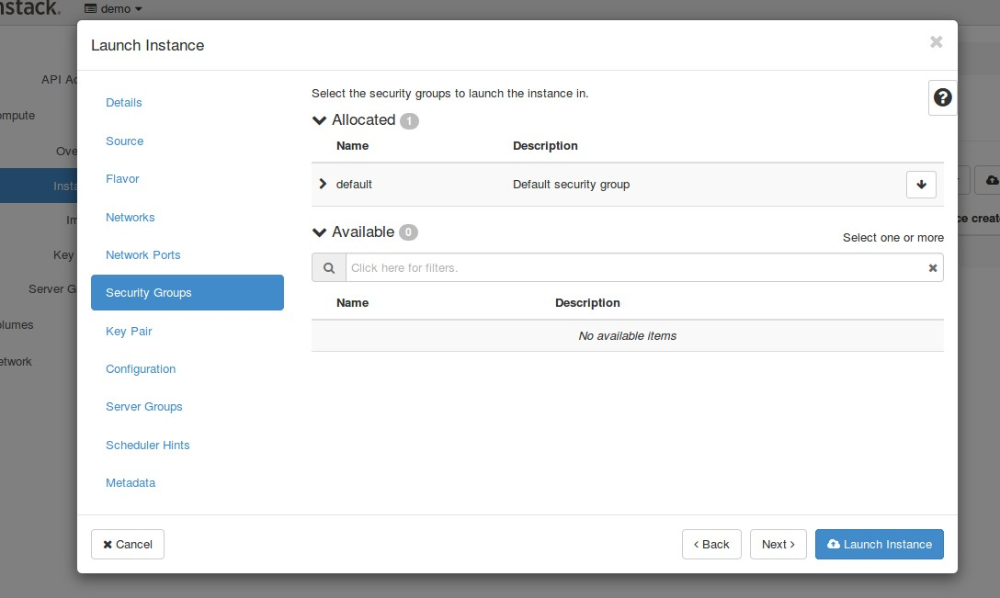 nstack. demo
Launch Instance
API Ac
ompute
Ove
Insta
Im
Key
Server G
olumes
etwork
Details
Source
Flavor
Networks
Network Ports
Security Groups
Key Pair
Configuration
Server Groups
Scheduler Hints
Metadata
Select the security groups to launch the instance in.
Allocated 1
Name Description
default Default security group
Available 0
Select one or more
Click here for filters.
Name Description
No available items
ce creat
Cancel
< Back
Next >
Launch Instance